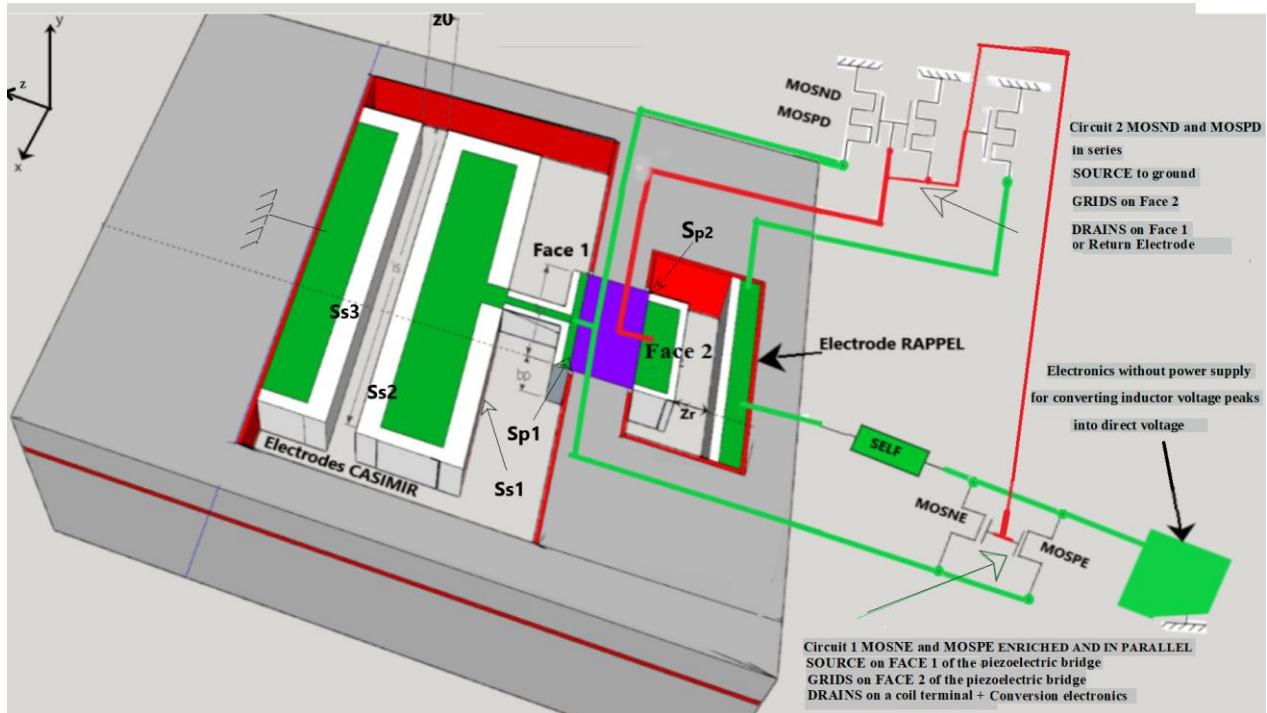 z0
y
z
x
MOSND
MOSPD
Circuit 2 MOSND and MOSPD
in series
SOURCE to ground
GRIDS on Face 2
DRAINS on Face 1
or Return Electrode
Face 1
Sp2
Ss3
Face 2
Electrode RAPPEL
Ss2
Zr
Sp1
Electrodes CASIMIR
Ss1
Electronics without power supply
for converting inductor voltage peaks
into direct voltage
SELF
MOSNE
MOSPE
Circuit 1 MOSNE and MOSPE ENRICHED AND IN PARALLEL
SOURCE on FACE 1 of the piezoelectric bridge
GRIDS on FACE 2 of the piezoelectric bridge
DRAINS on a coil terminal + Conversion electronics